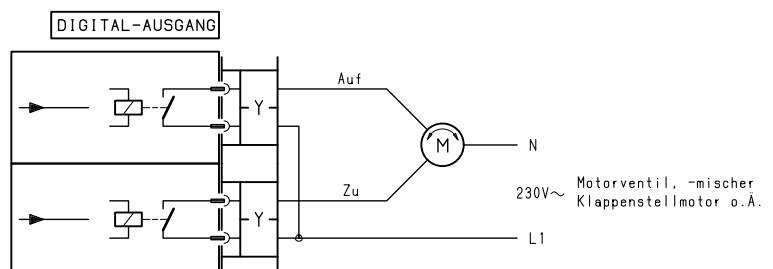 DIGITAL-AUSGANG
Auf
Y
M
N
Zu
230V~ Motorventil, -mischer
Klappenstellmotor o.Ä.
Y
L1